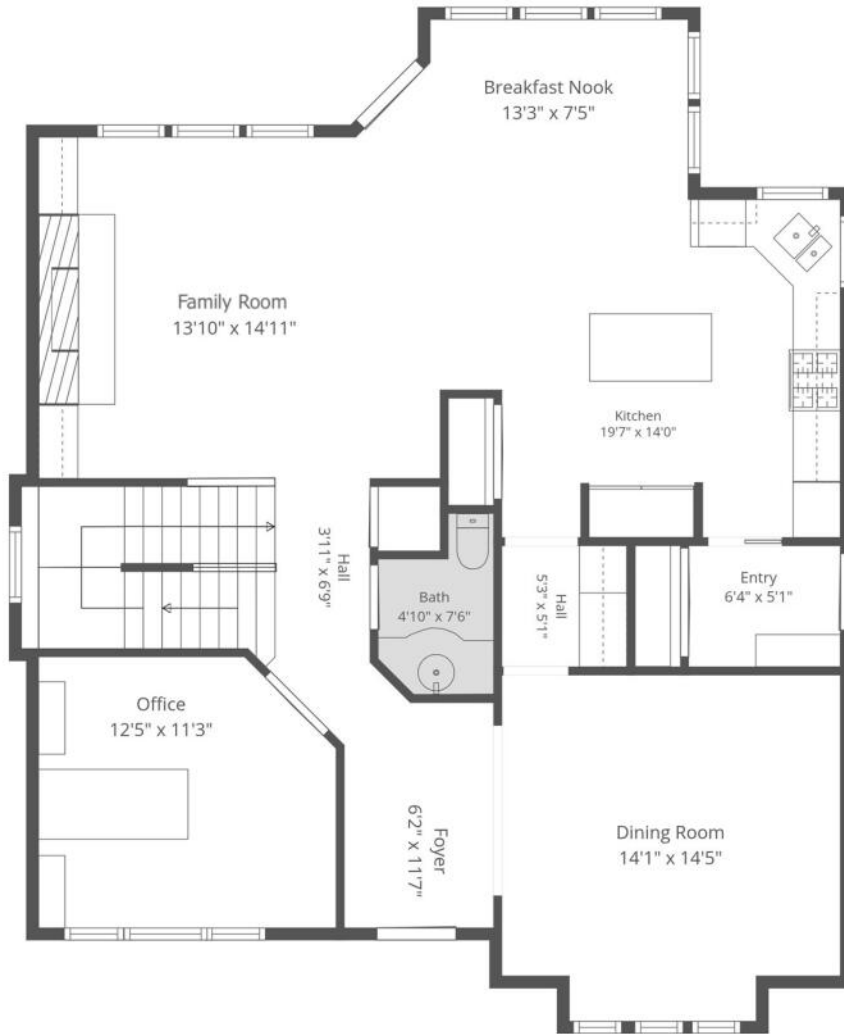 Breakfast Nook
13'3" x 7'5"
Family Room
13'10" x 14'11"
Kitchen
19'7" x 14'0"
Hall
3'11" x 6'9"
Bath
4'10" x 7'6"
Hall
5'3" x 5'1"
Entry
6'4" x 5'1"
Office
12'5" x 11'3"
Foyer
6'2" x 11'7"
Dining Room
14'1" x 14'5"